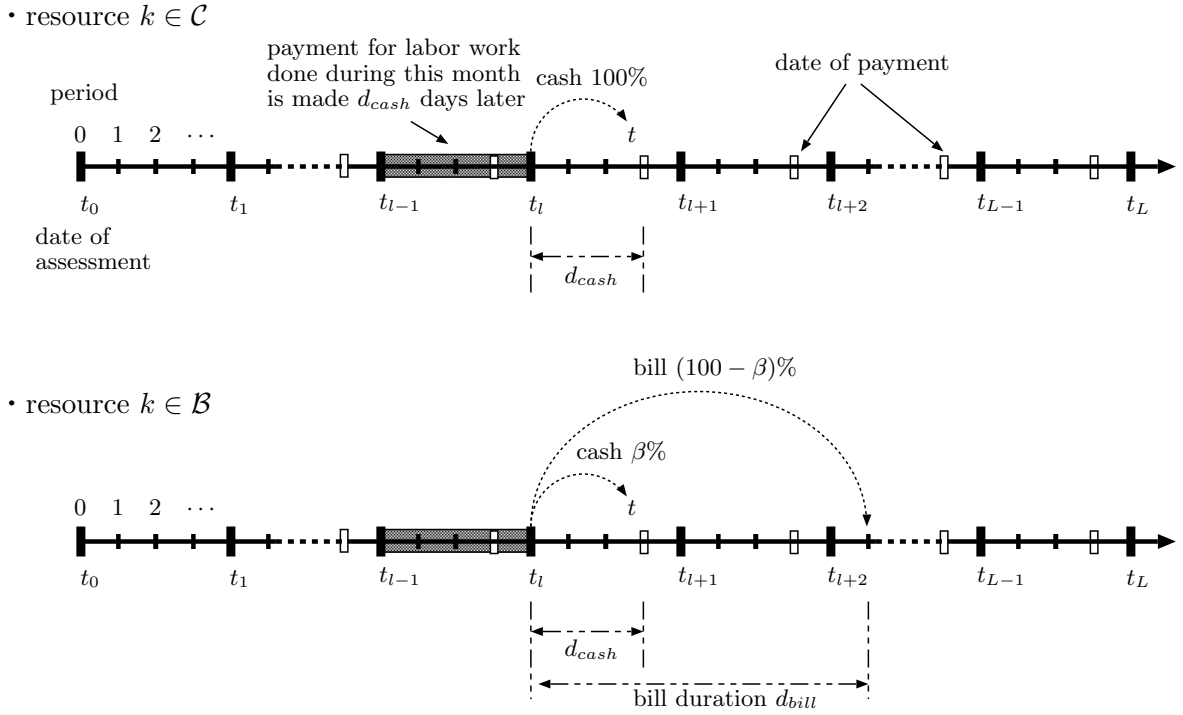 ・resource k ∈ C
payment for labor work
done during this month
is made d_cash days later
cash 100%
date of payment
period
0 1 2 ⋯ t
t_0 t_1 t_{l−1} t_l t_{l+1} t_{l+2} t_{L−1} t_L
date of
assessment
d_cash
bill (100 − β)%
・resource k ∈ B
cash β%
0 1 2 ⋯ t
t_0 t_1 t_{l−1} t_l t_{l+1} t_{l+2} t_{L−1} t_L
d_cash
bill duration d_bill